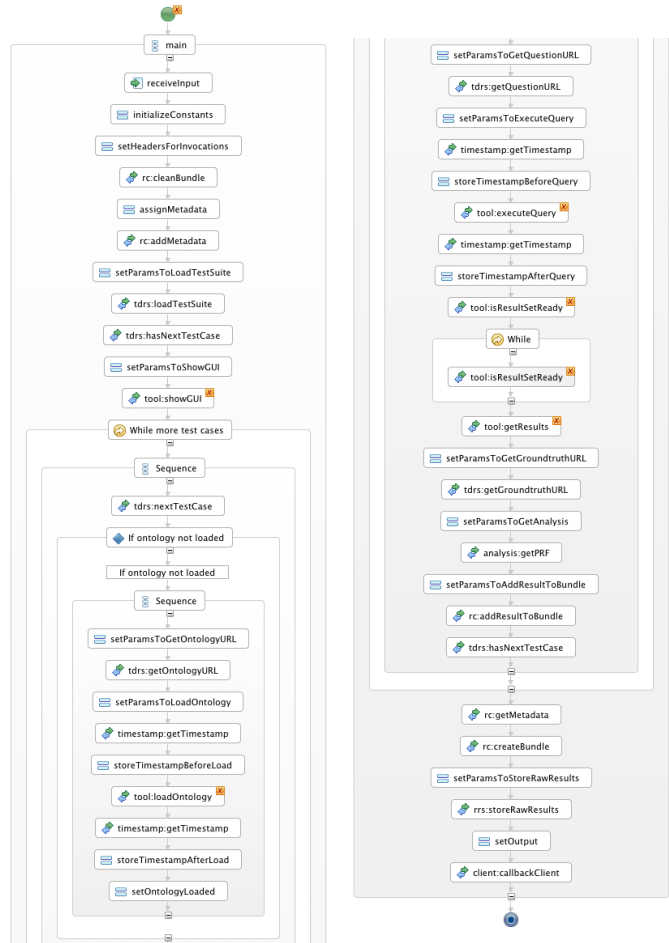 main
receiveInput
initializeConstants
setHeadersForInvocations
rc:cleanBundle
assignMetadata
rc:addMetadata
setParamsToLoadTestSuite
tdrs:loadTestSuite
tdrs:hasNextTestCase
setParamsToShowGUI
tool:showGUI
While more test cases
Sequence
tdrs:nextTestCase
If ontology not loaded
If ontology not loaded
Sequence
setParamsToGetOntologyURL
tdrs:getOntologyURL
setParamsToLoadOntology
timestamp:getTimestamp
storeTimestampBeforeLoad
tool:loadOntology
timestamp:getTimestamp
storeTimestampAfterLoad
setOntologyLoaded
setParamsToGetQuestionURL
tdrs:getQuestionURL
setParamsToExecuteQuery
timestamp:getTimestamp
storeTimestampBeforeQuery
tool:executeQuery
timestamp:getTimestamp
storeTimestampAfterQuery
tool:isResultSetReady
While
tool:isResultSetReady
tool:getResults
setParamsToGetGroundtruthURL
tdrs:getGroundtruthURL
setParamsToGetAnalysis
analysis:getPRF
setParamsToAddResultToBundle
rc:addResultToBundle
tdrs:hasNextTestCase
rc:getMetadata
rc:createBundle
setParamsToStoreRawResults
rrs:storeRawResults
setOutput
client:callbackClient